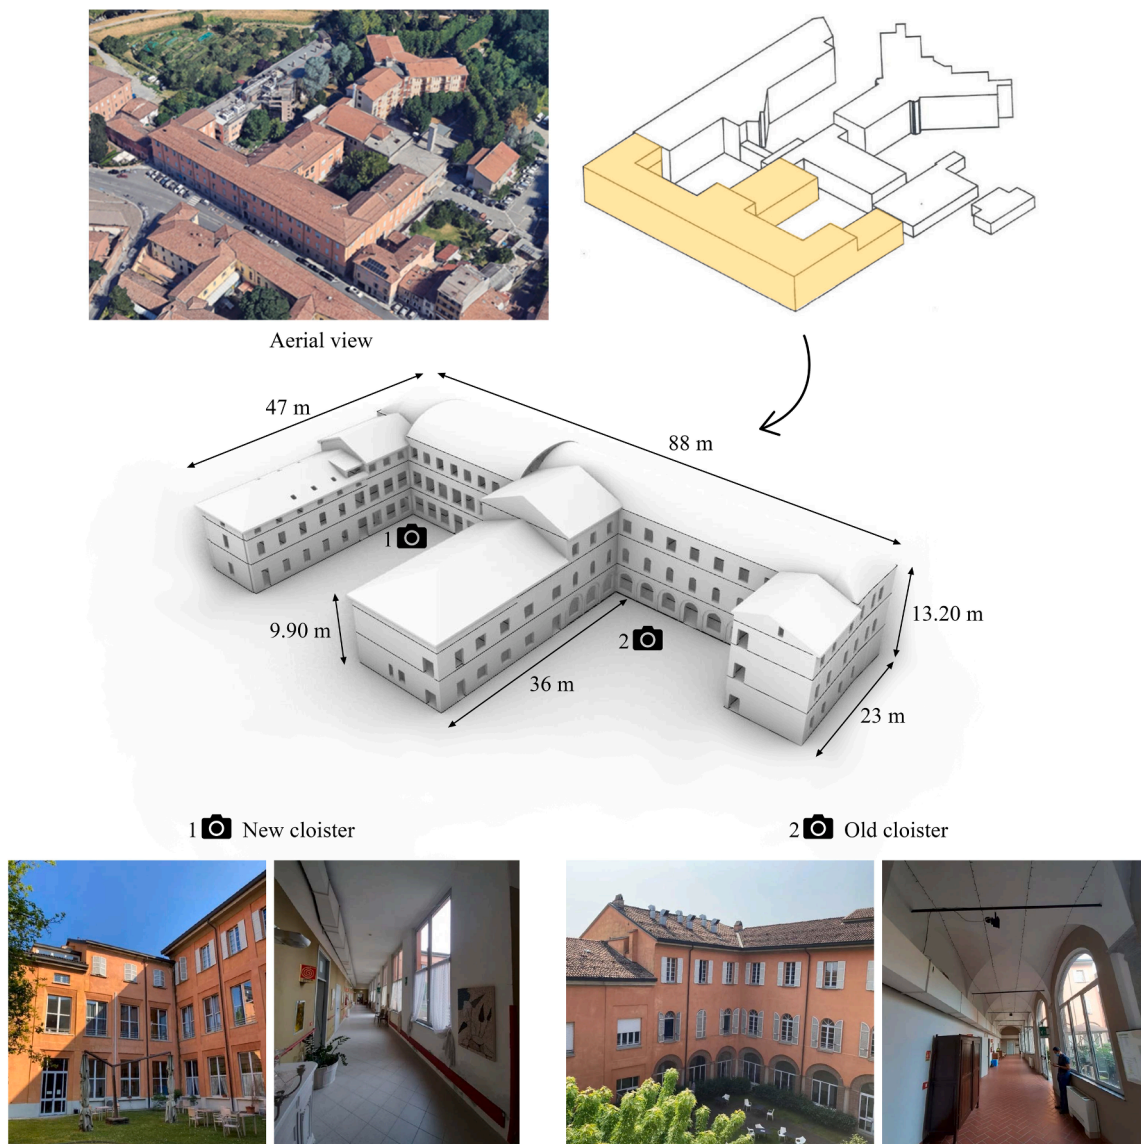 Aerial view
47 m
88 m
1
9.90 m
2
13.20 m
36 m
23 m
1 New cloister
2 Old cloister